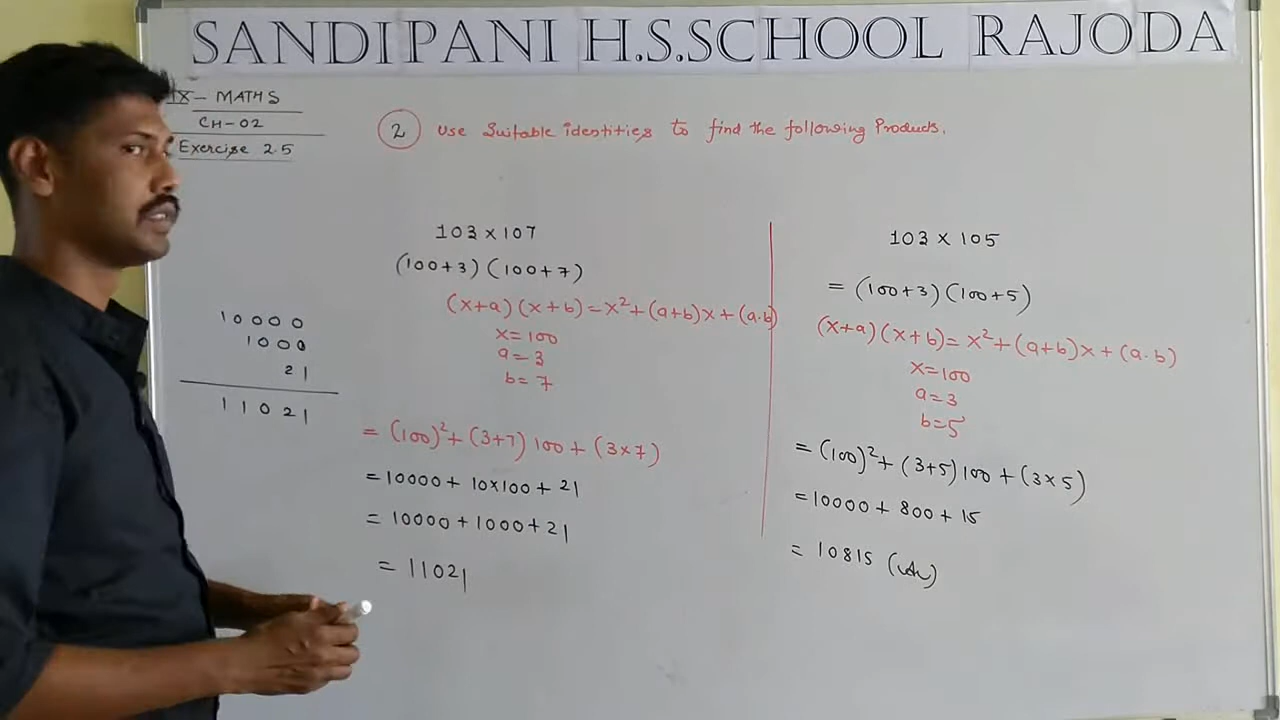 SANDIPANI H.S.SCHOOL RAJODA
IX - MATHS
CH-02
Exercise 2.5
2 Use Suitable identities to find the following Products.
10000
1000
21
11021
103 x 107
(100+3) (100+7)
(x+a) (x+b) = x²+(a+b)x+(a.b)
x=100
a=3
b=7
= (100)²+(3+7) 100 + (3x7)
= 10000 + 10x100 + 21
= 10000 + 1000 + 21
= 11021
103 x 105
= (100+3) (100+5)
(x+a) (x+b) = x²+(a+b)x+(a.b)
x=100
a=3
b=5
= (100)²+(3+5)100+(3x5)
= 10000 + 800 + 15
= 10815